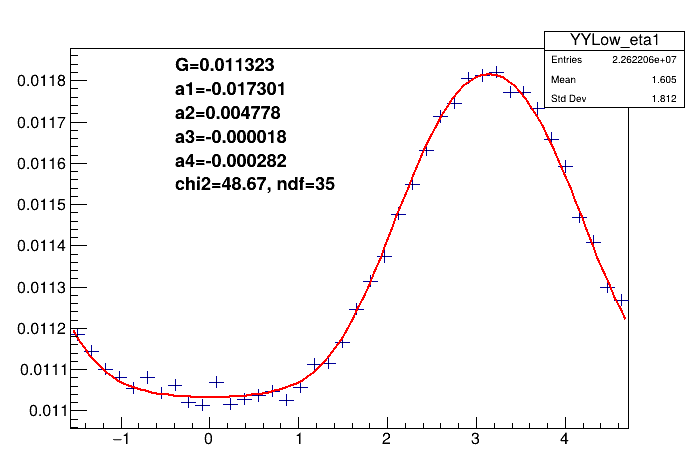 YYLow_eta1
Entries 2.262206e+07
Mean 1.605
Std Dev 1.812
G=0.011323
a1=-0.017301
a2=0.004778
a3=-0.000018
a4=-0.000282
chi2=48.67, ndf=35
0.0118
0.0117
0.0116
0.0115
0.0114
0.0113
0.0112
0.0111
0.011
−1 0 1 2 3 4